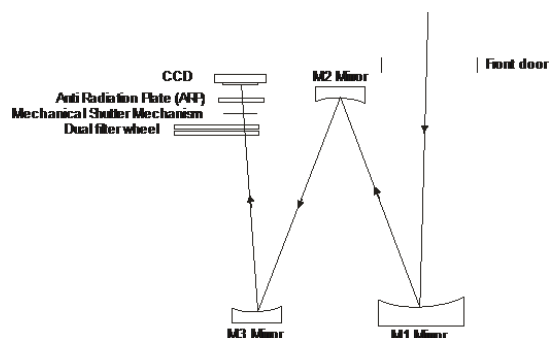 CCD
M2 Mirror
Front door
Anti Radiation Plate (ARP)
Mechanical Shutter Mechanism
Dual filter wheel
M3 Mirror
M1 Mirror